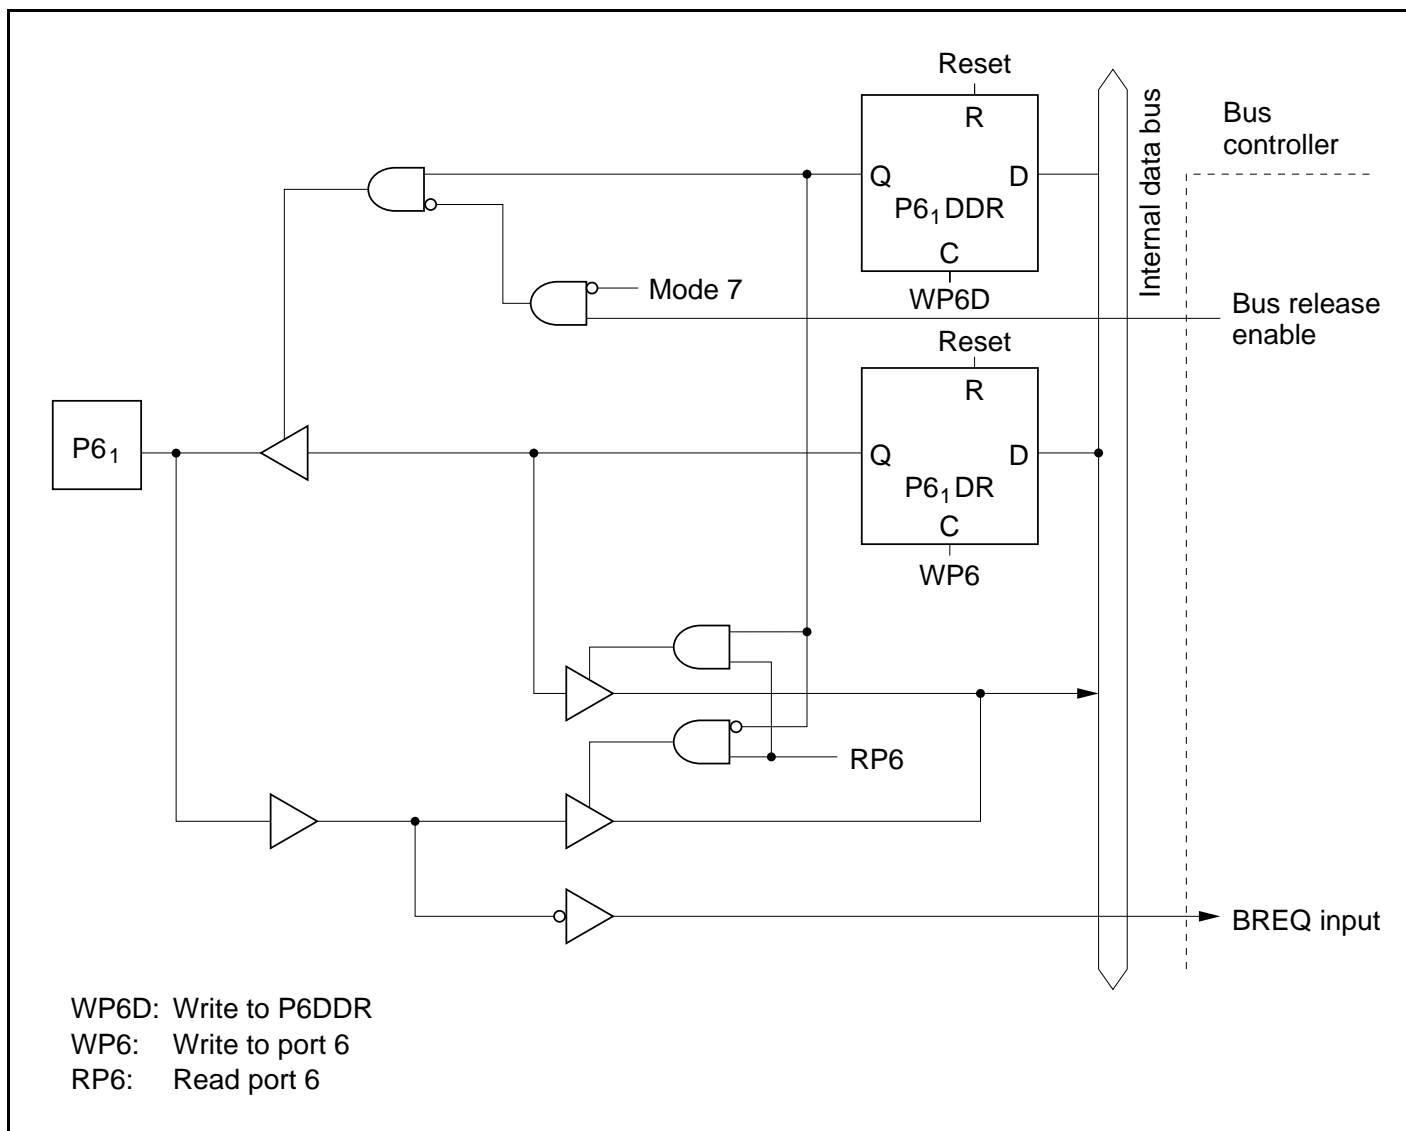 Reset
R
Q
D
P6₁DDR
C
WP6D
Internal data bus
Bus
controller
Mode 7
Bus release
enable
Reset
R
Q
D
P6₁DR
C
WP6
P6₁
RP6
BREQ input
WP6D: Write to P6DDR
WP6: Write to port 6
RP6: Read port 6